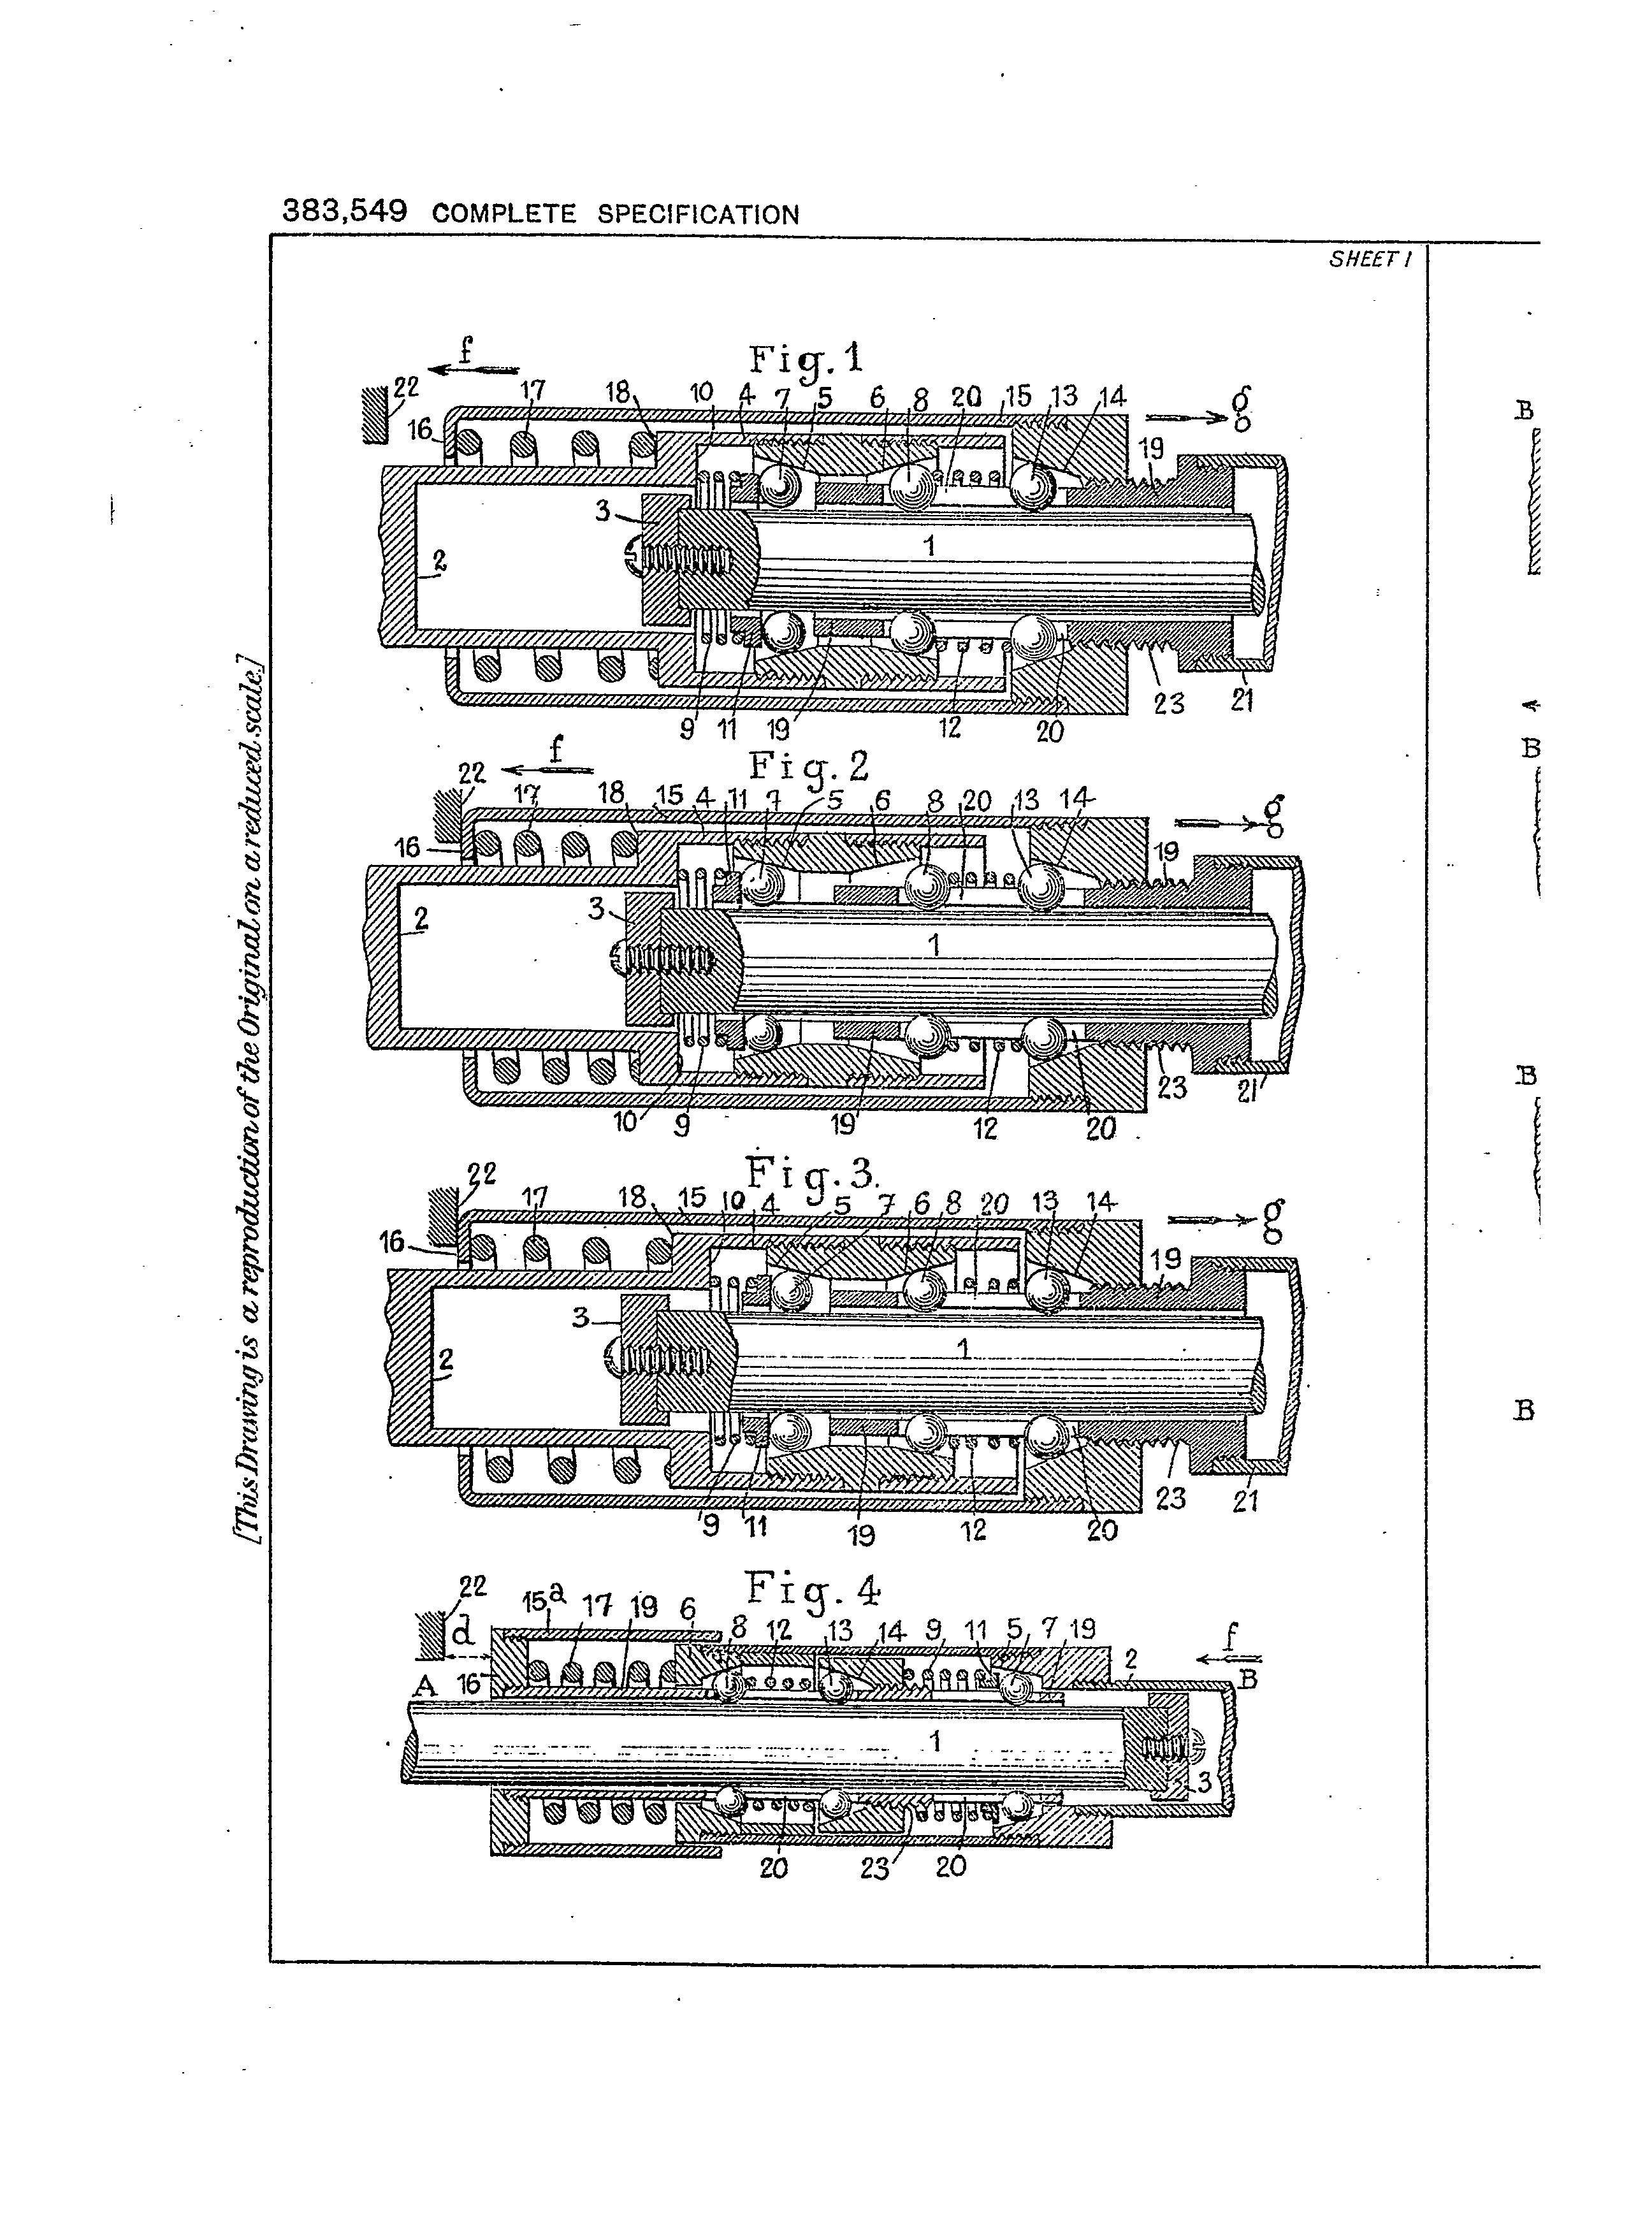 383,549 COMPLETE SPECIFICATION
SHEET 1
[This Drawing is a reproduction of the Original on a reduced scale.]
Fig. 1
f
g
22 17 18 10 4 7 5 6 8 20 15 13 14
16 19
3
1
2
9 11 19 12 20 23 21
Fig. 2
f
g
22 17 18 15 4 11 7 5 6 8 20 13 14
16 19
3
2 1
10 9 19 12 20 23 21
Fig. 3.
g
22 17 18 15 10 4 5 7 6 8 20 13 14
16 19
3
2 1
9 11 19 12 20 23 21
Fig. 4
22 15a 17 19 6 8 12 13 14 9 11 5 7 19 2
d f
A 16 B
1
3
20 23 20
B
B
B
B